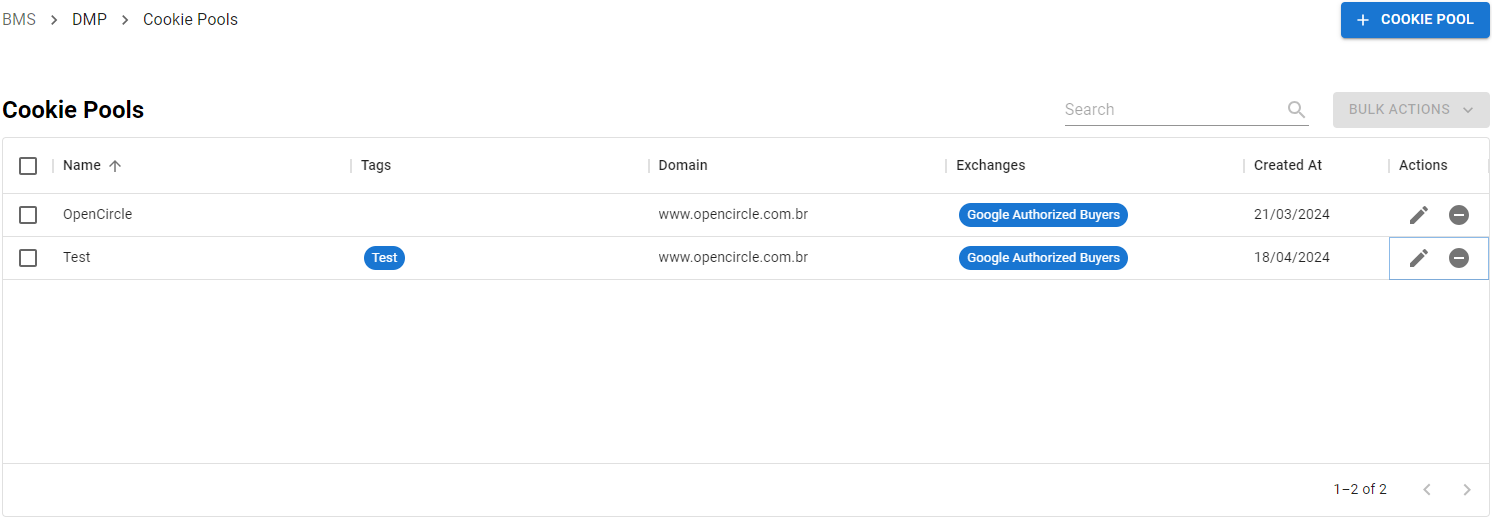 BMS > DMP > Cookie Pools
+ COOKIE POOL
Cookie Pools
Search
BULK ACTIONS
Name Tags Domain Exchanges Created At Actions
OpenCircle www.opencircle.com.br Google Authorized Buyers 21/03/2024
Test Test www.opencircle.com.br Google Authorized Buyers 18/04/2024
1–2 of 2